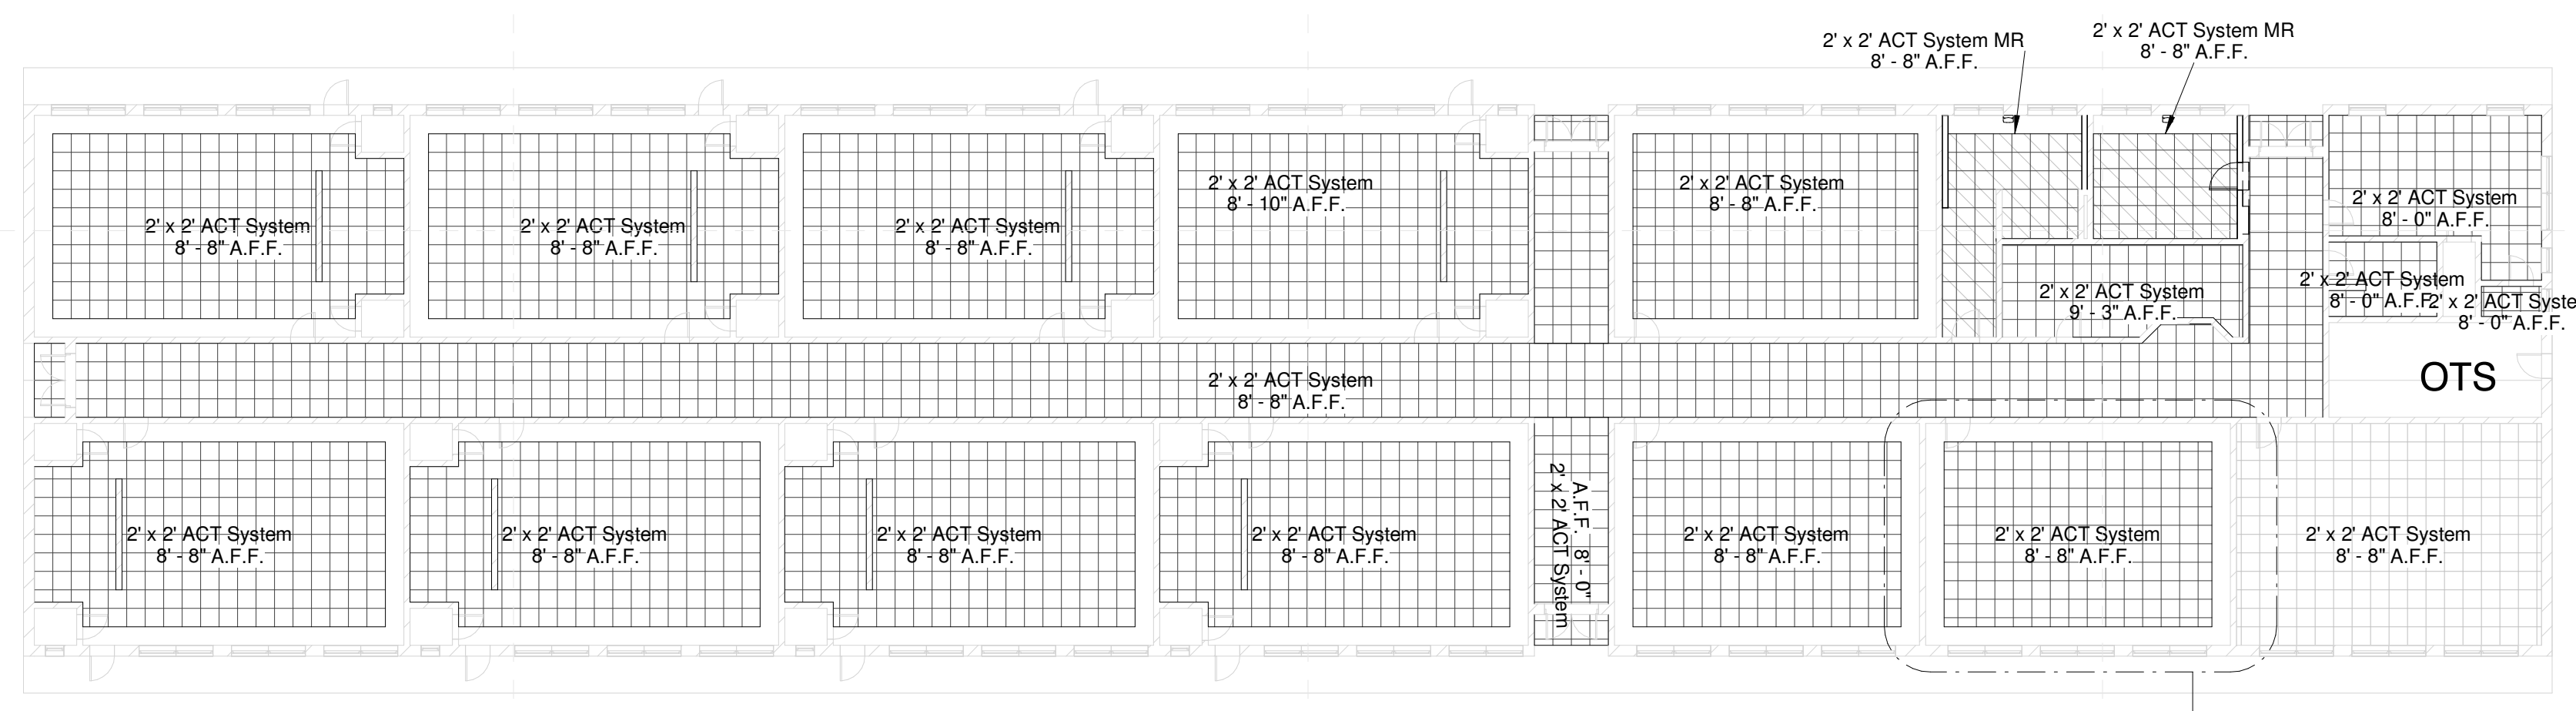 2' x 2' ACT System MR
8' - 8" A.F.F.
2' x 2' ACT System MR
8' - 8" A.F.F.
2' x 2' ACT System
8' - 8" A.F.F.
2' x 2' ACT System
8' - 8" A.F.F.
2' x 2' ACT System
8' - 8" A.F.F.
2' x 2' ACT System
8' - 10" A.F.F.
2' x 2' ACT System
8' - 8" A.F.F.
2' x 2' ACT System
8' - 0" A.F.F.
2' x 2' ACT System
9' - 3" A.F.F.
2' x 2' ACT System
8' - 0" A.F.F.
2' x 2' ACT Syste
8' - 0" A.F.F.
2' x 2' ACT System
8' - 8" A.F.F.
OTS
2' x 2' ACT System
8' - 8" A.F.F.
2' x 2' ACT System
8' - 8" A.F.F.
2' x 2' ACT System
8' - 8" A.F.F.
2' x 2' ACT System
8' - 8" A.F.F.
A.F.F. 8' - 0"
2' x 2' ACT System
2' x 2' ACT System
8' - 8" A.F.F.
2' x 2' ACT System
8' - 8" A.F.F.
2' x 2' ACT System
8' - 8" A.F.F.